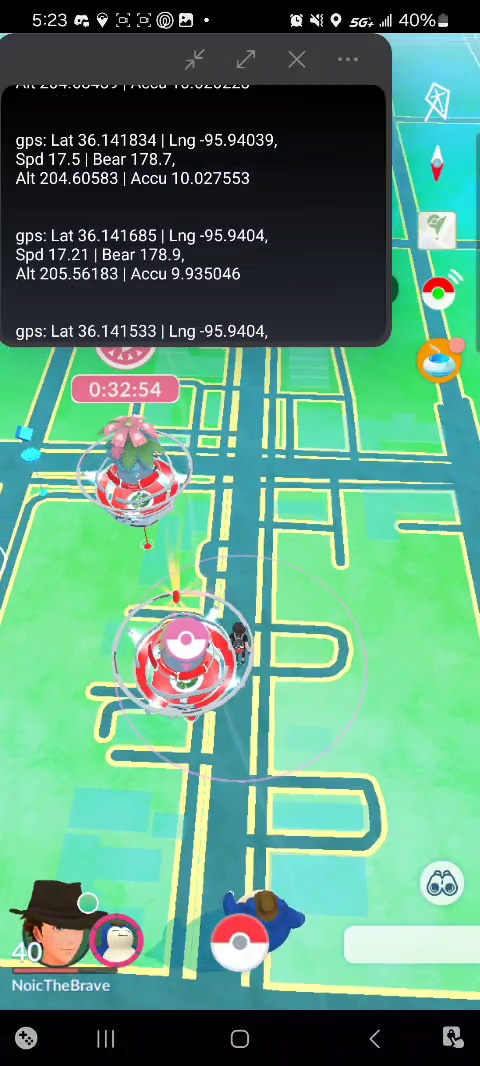 5:23
5G+
40%
gps: Lat 36.141834 | Lng -95.94039,
Spd 17.5 | Bear 178.7,
Alt 204.60583 | Accu 10.027553
gps: Lat 36.141685 | Lng -95.9404,
Spd 17.21 | Bear 178.9,
Alt 205.56183 | Accu 9.935046
gps: Lat 36.141533 | Lng -95.9404,
0:32:54
40
NoicTheBrave